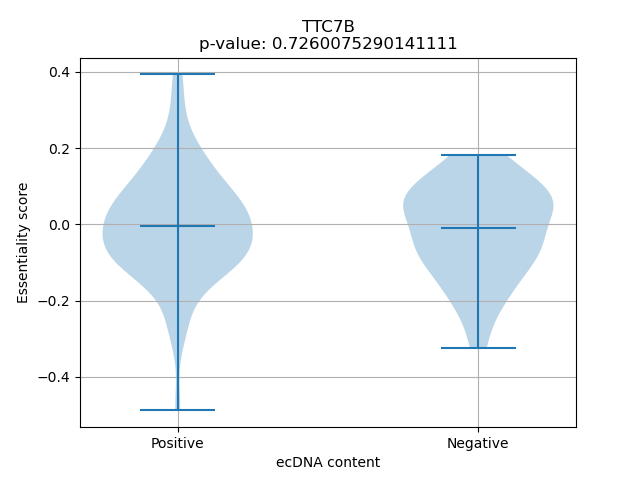 TTC7B
p-value: 0.7260075290141111
0.4
0.2
0.0
−0.2
−0.4
Essentiality score
Positive
Negative
ecDNA content